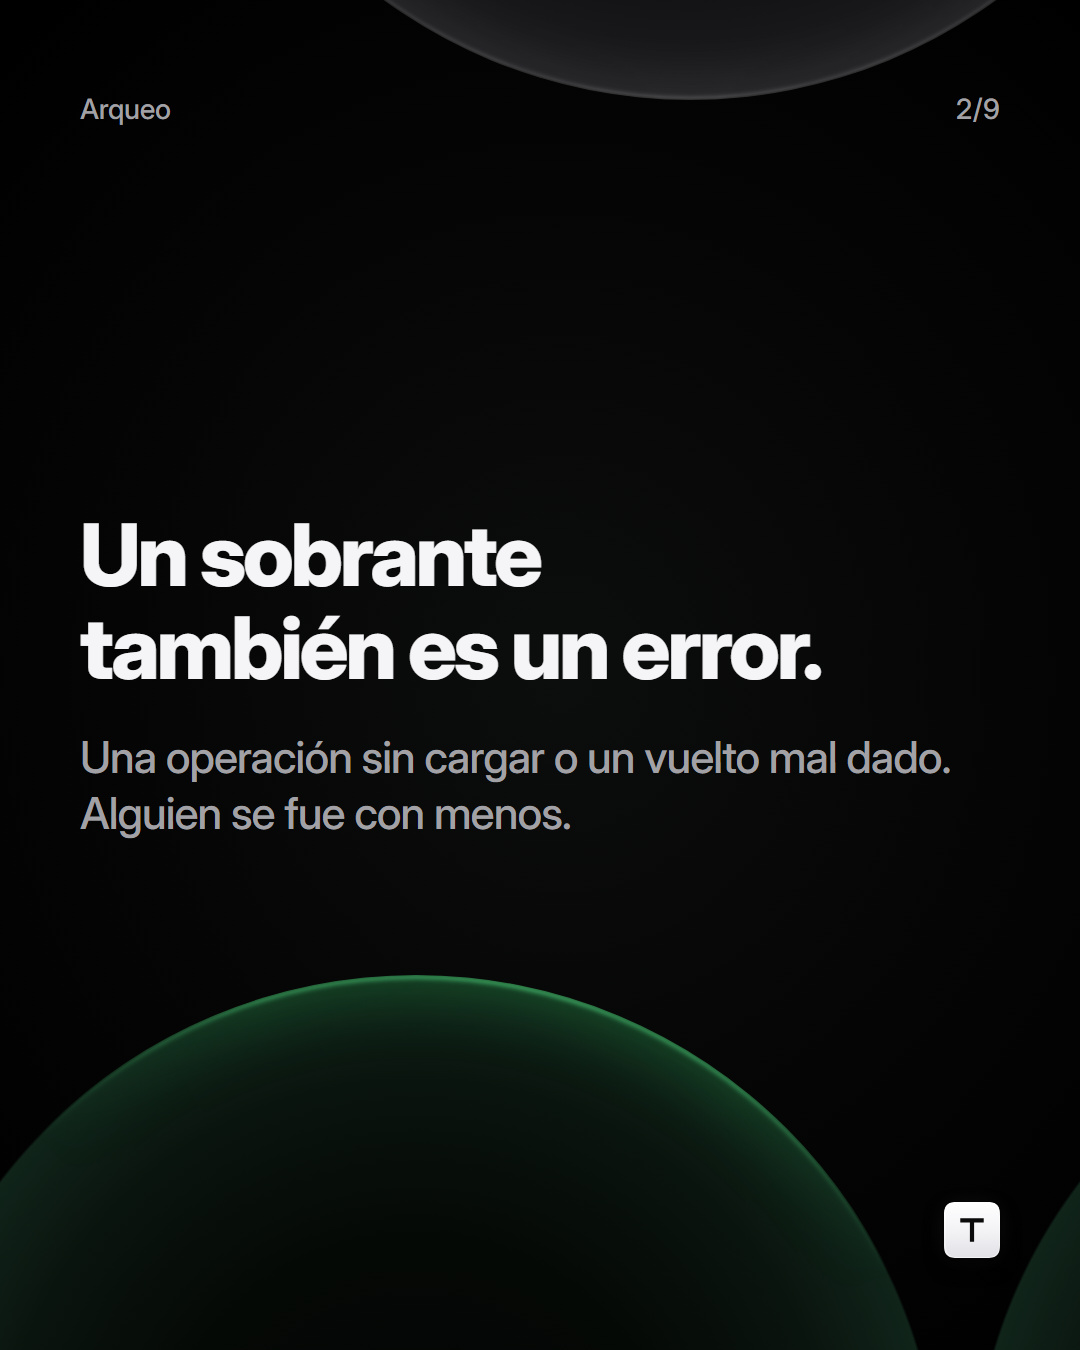 Arqueo
2/9
Un sobrante
también es un error.
Una operación sin cargar o un vuelto mal dado.
Alguien se fue con menos.
T